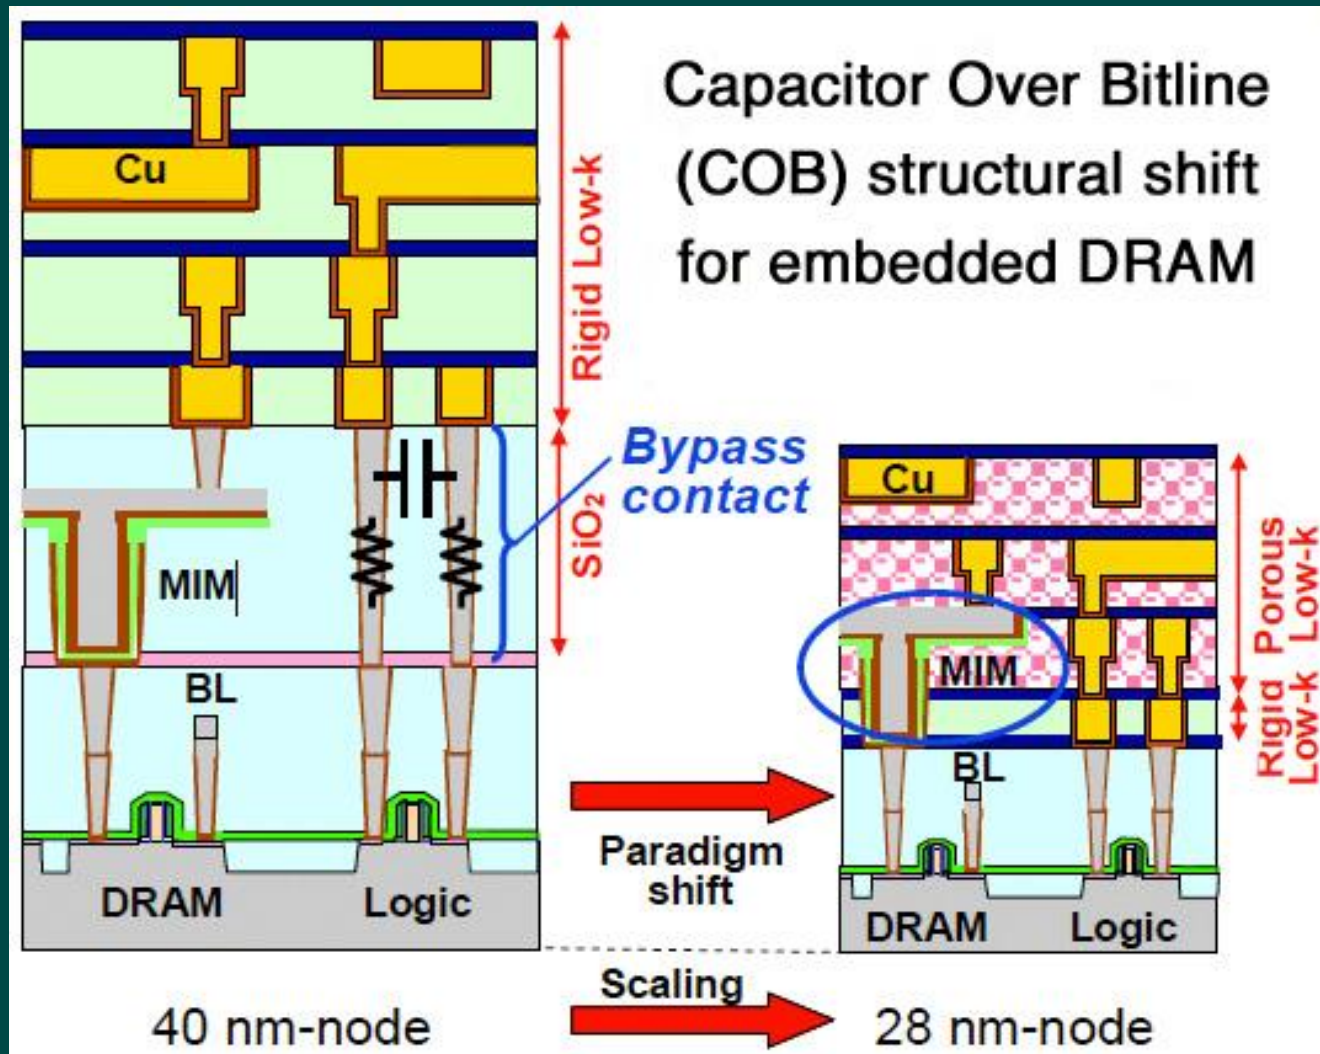 Capacitor Over Bitline
(COB) structural shift
for embedded DRAM
Cu
Rigid Low-k
Bypass
contact
SiO₂
MIM
BL
DRAM
Logic
40 nm-node
Paradigm
shift
Scaling
Cu
Porous
Low-k
MIM
Rigid
Low-k
BL
DRAM
Logic
28 nm-node